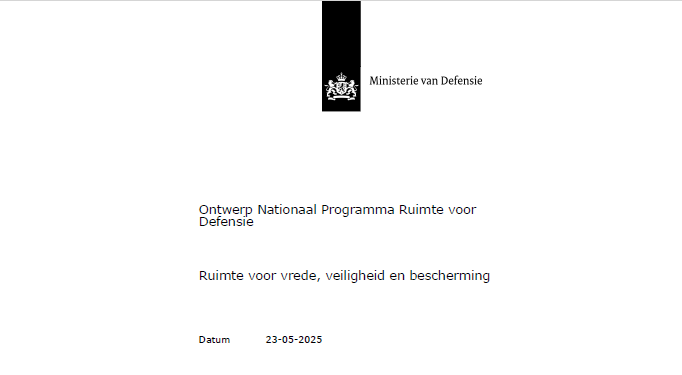 Ministerie van Defensie
Ontwerp Nationaal Programma Ruimte voor
Defensie
Ruimte voor vrede, veiligheid en bescherming
Datum 23-05-2025